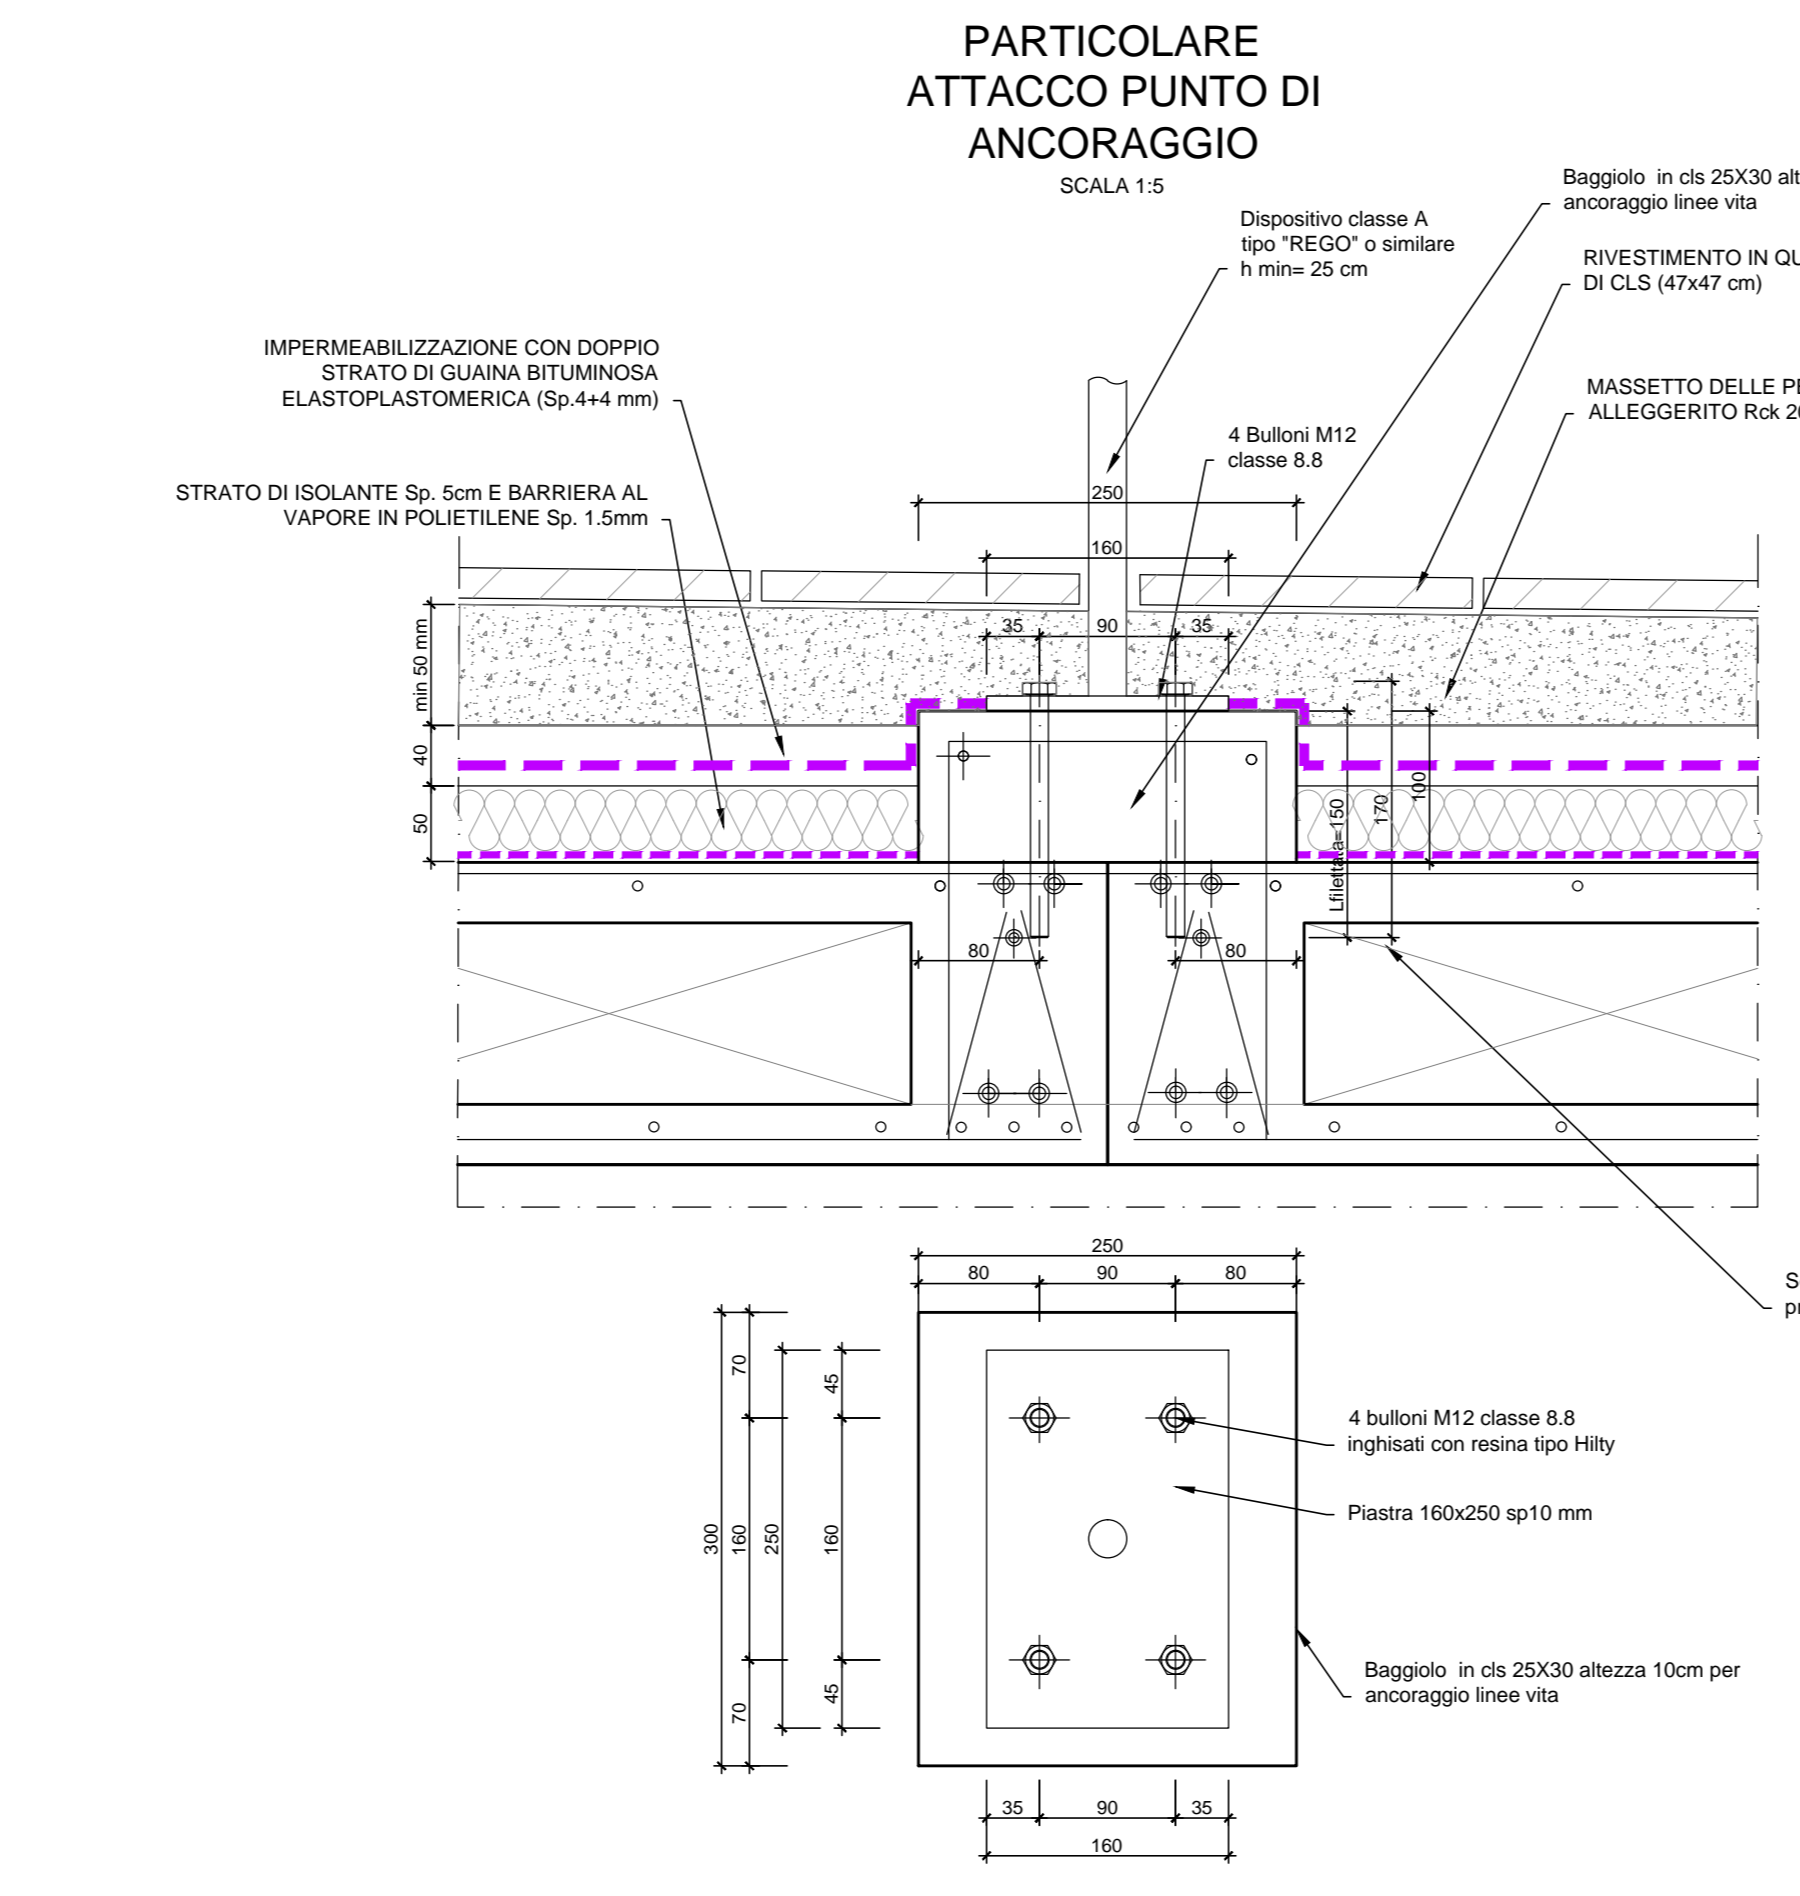 PARTICOLARE
ATTACCO PUNTO DI
ANCORAGGIO
SCALA 1:5
Baggiolo in cls 25X30 alt
ancoraggio linee vita
Dispositivo classe A
tipo "REGO" o similare
h min= 25 cm
RIVESTIMENTO IN QU
DI CLS (47x47 cm)
IMPERMEABILIZZAZIONE CON DOPPIO
STRATO DI GUAINA BITUMINOSA
ELASTOPLASTOMERICA (Sp.4+4 mm)
MASSETTO DELLE PE
ALLEGGERITO Rck 20
4 Bulloni M12
classe 8.8
STRATO DI ISOLANTE Sp. 5cm E BARRIERA AL
VAPORE IN POLIETILENE Sp. 1.5mm
250
160
35 90 35
min 50 mm
40
50
Lfilettata=150
170
100
80 80
250
80 90 80
300
70
160
70
250
45
160
45
4 bulloni M12 classe 8.8
inghisati con resina tipo Hilty
Piastra 160x250 sp10 mm
Baggiolo in cls 25X30 altezza 10cm per
ancoraggio linee vita
35 90 35
160